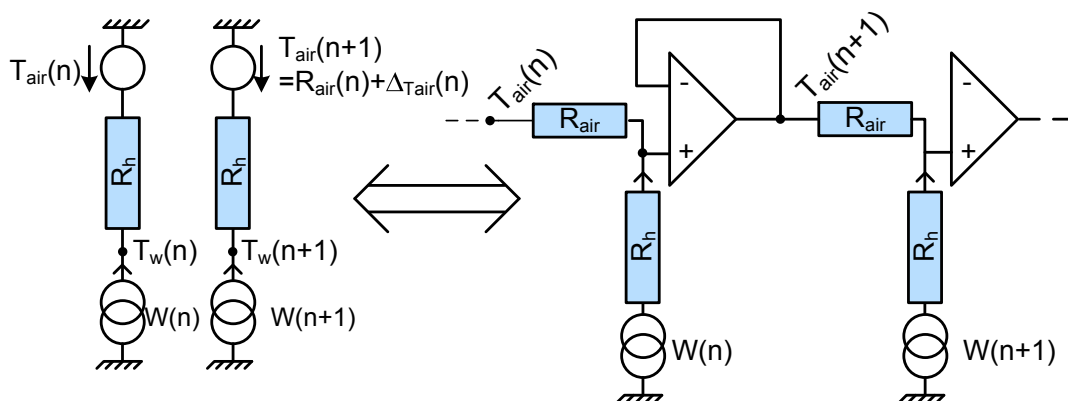 T_air(n)
T_air(n+1)
=R_air(n)+Δ_Tair(n)
R_h
R_h
T_w(n)
T_w(n+1)
W(n)
W(n+1)
T_air(n)
R_air
-
+
R_h
W(n)
T_air(n+1)
R_air
-
+
R_h
W(n+1)